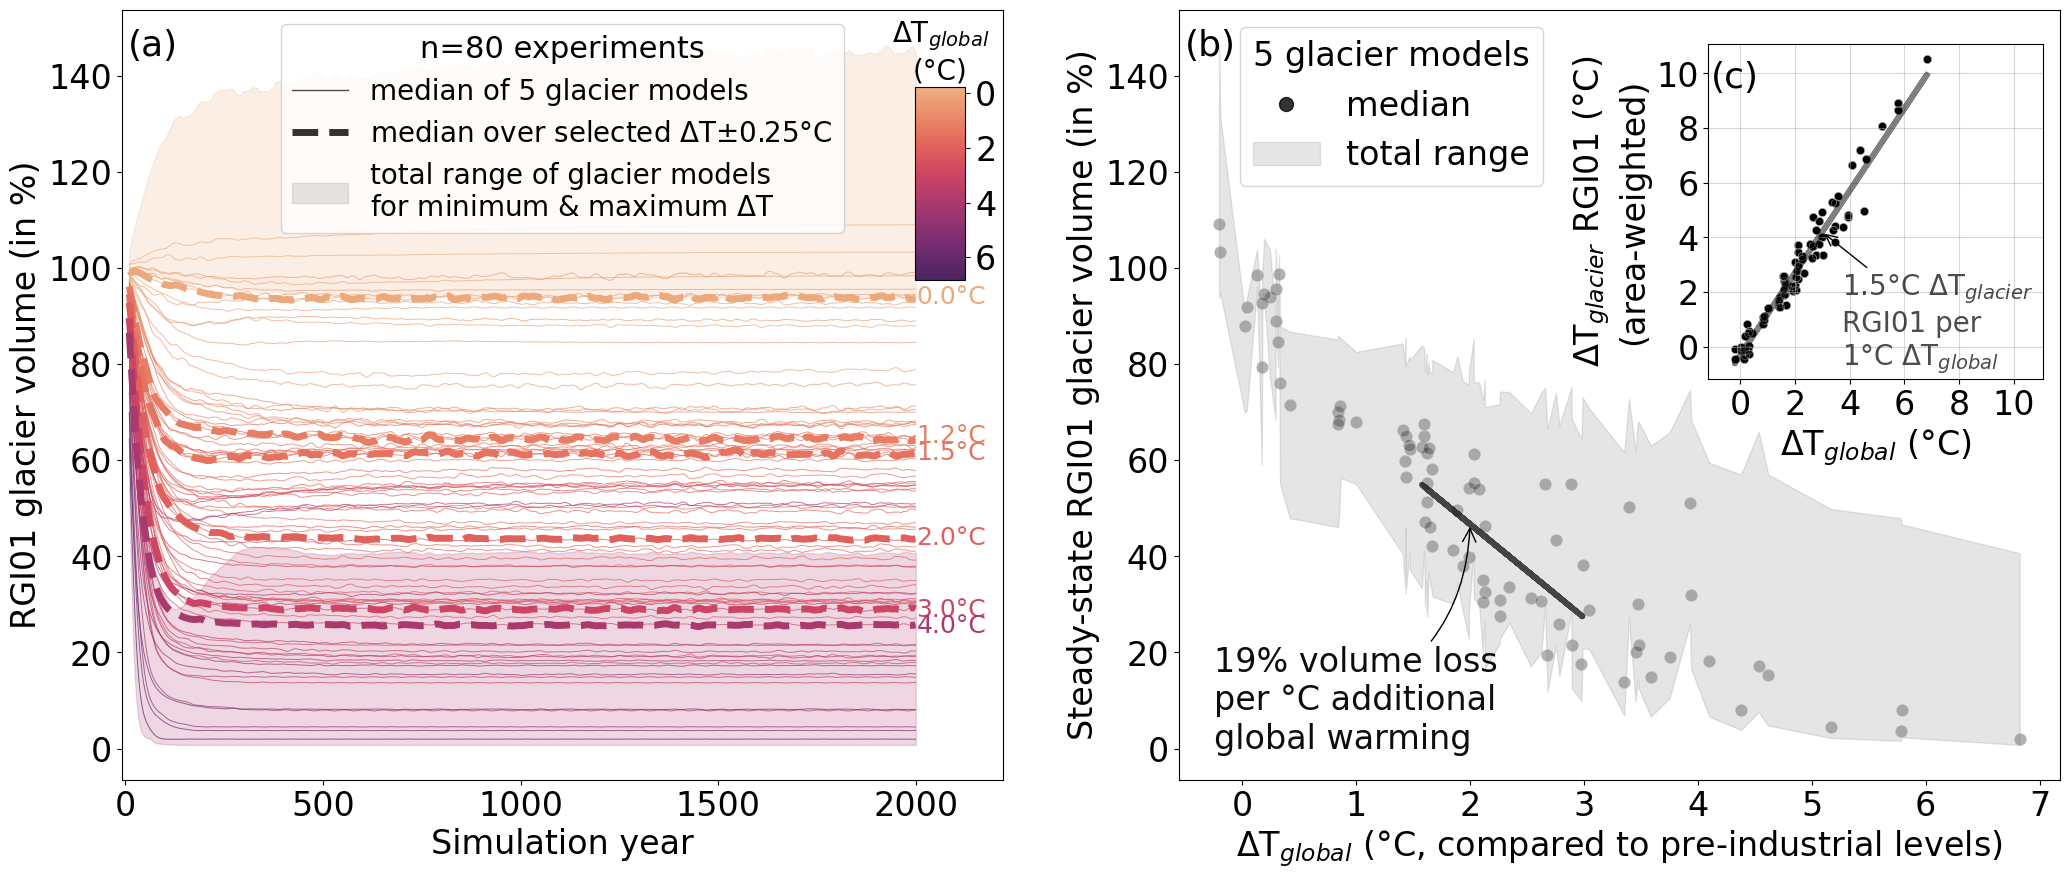 (a)
n=80 experiments
median of 5 glacier models
median over selected ΔT±0.25°C
total range of glacier models
for minimum & maximum ΔT
ΔTglobal
(°C)
0
2
4
6
140
120
100
80
60
40
20
0
RGI01 glacier volume (in %)
0.0°C
1.2°C
1.5°C
2.0°C
3.0°C
4.0°C
0
500
1000
1500
2000
Simulation year
(b)
5 glacier models
median
total range
140
120
100
80
60
40
20
0
Steady-state RGI01 glacier volume (in %)
19% volume loss
per °C additional
global warming
0
1
2
3
4
5
6
7
ΔTglobal (°C, compared to pre-industrial levels)
(c)
10
8
6
4
2
0
ΔTglacier RGI01 (°C)
(area-weighted)
1.5°C ΔTglacier
RGI01 per
1°C ΔTglobal
0
2
4
6
8
10
ΔTglobal (°C)